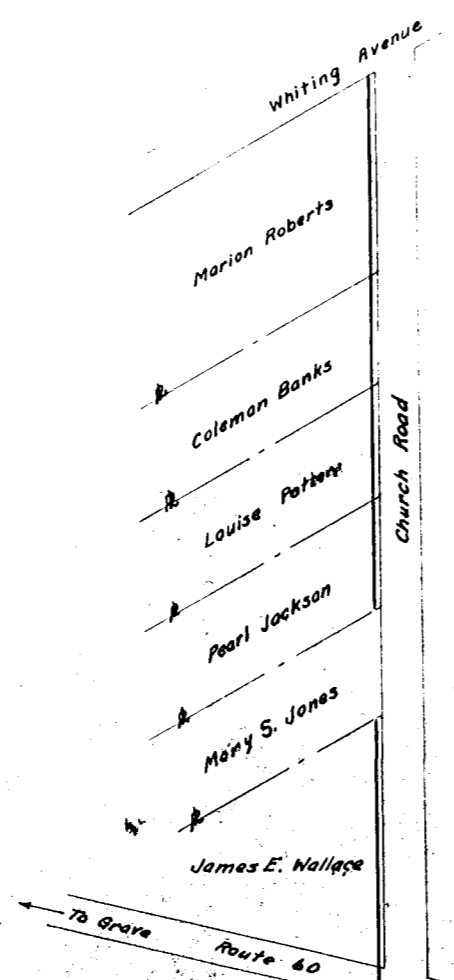 Whiting Avenue
Marion Roberts
Coleman Banks
Church Road
Louise Pattern
Pearl Jackson
Mary S. Jones
James E. Wallace
To Grove
Route 60